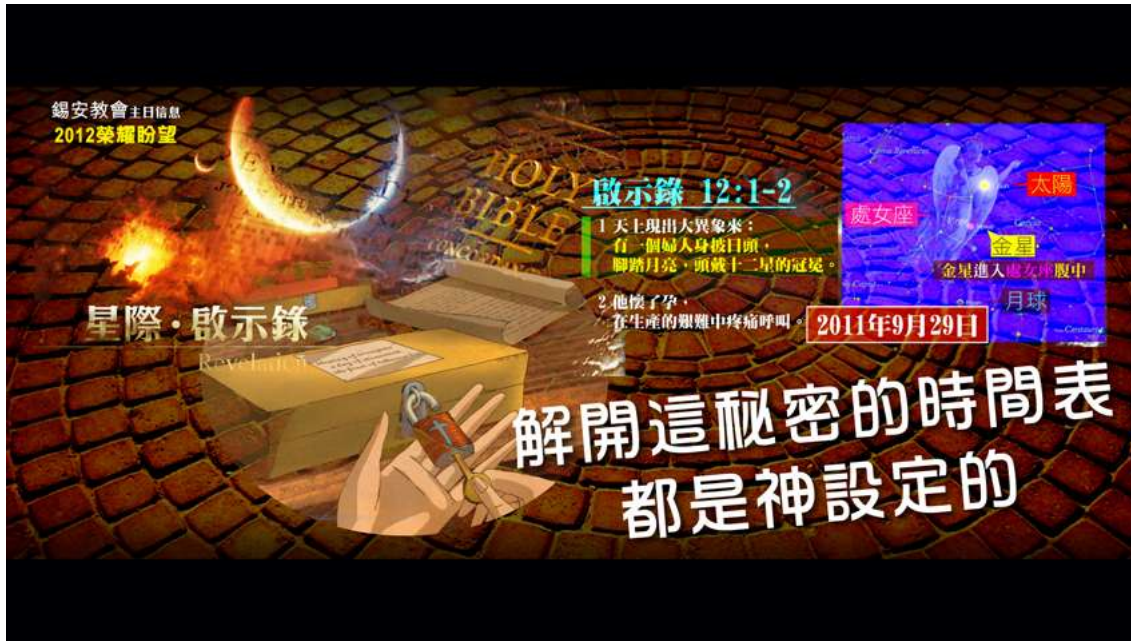 錫安教會主日信息
2012榮耀盼望
HOLY
BIBLE
啟示錄 12:1-2
1 天上現出大異象來：
有一個婦人身披日頭，
腳踏月亮，頭戴十二星的冠冕。
2 他懷了孕，
在生產的艱難中疼痛呼叫。
太陽
處女座
金星
金星進入處女座腹中
月球
2011年9月29日
星際·啟示錄
Revelation
解開這秘密的時間表
都是神設定的